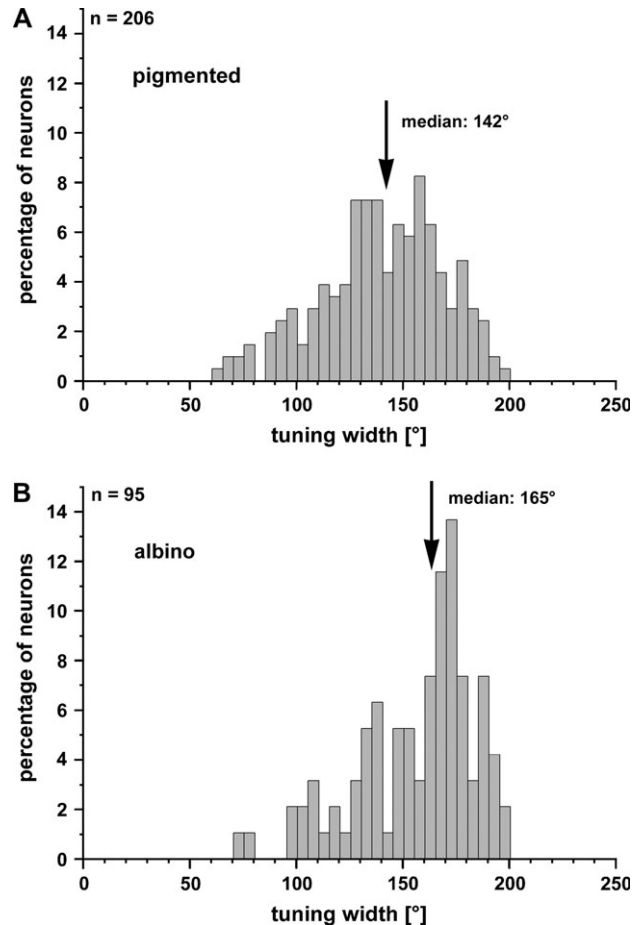 A
n = 206
pigmented
median: 142°
percentage of neurons
14
12
10
8
6
4
2
0
0 50 100 150 200 250
tuning width [°]
B
n = 95
albino
median: 165°
percentage of neurons
14
12
10
8
6
4
2
0
0 50 100 150 200 250
tuning width [°]